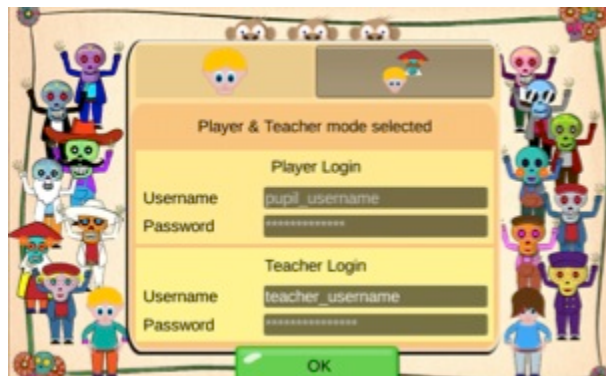 Player & Teacher mode selected
Player Login
Username pupil_username
Password *************
Teacher Login
Username teacher_username
Password ***************
OK